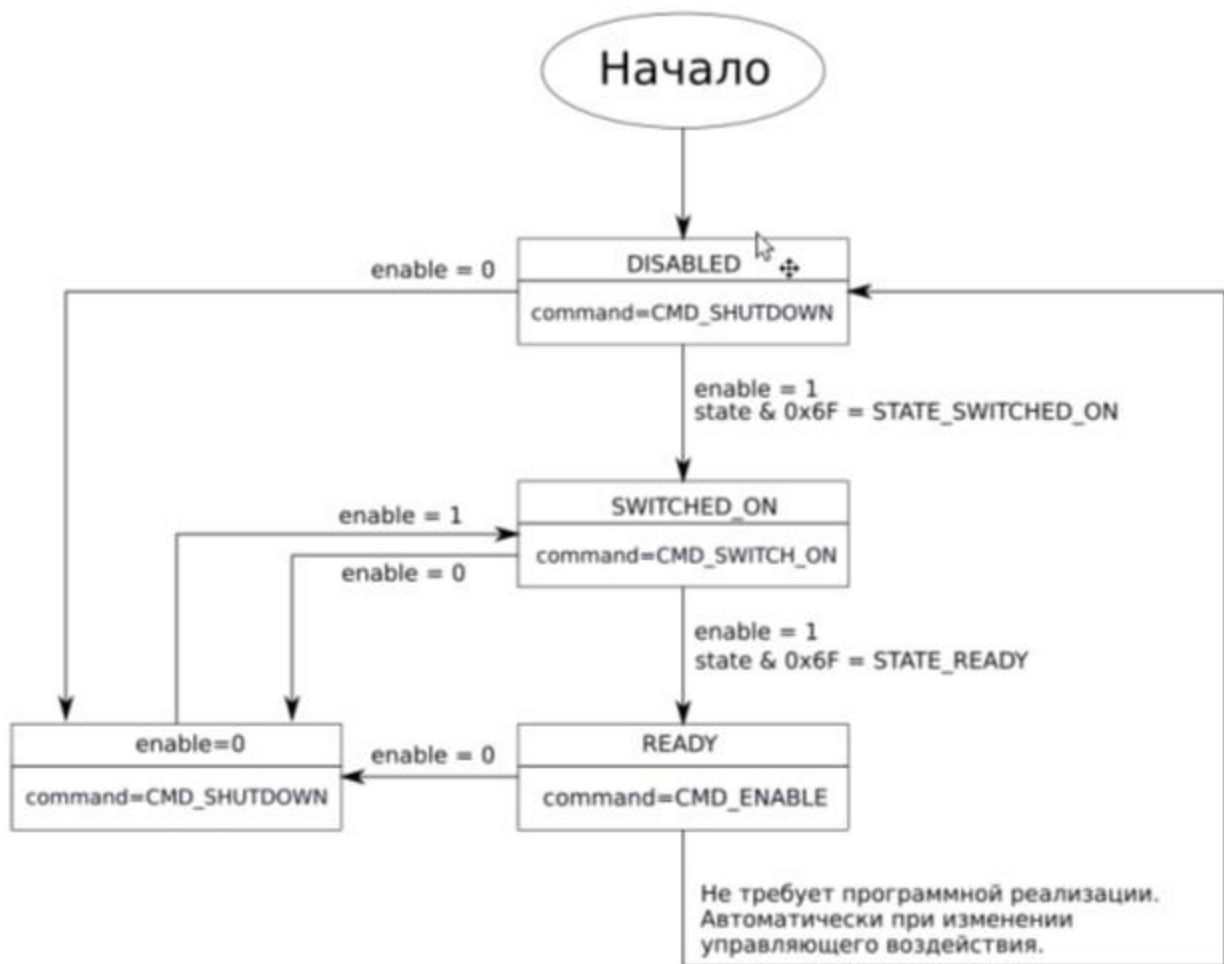 Начало
enable = 0
DISABLED
command=CMD_SHUTDOWN
enable = 1
state & 0x6F = STATE_SWITCHED_ON
SWITCHED_ON
enable = 1
command=CMD_SWITCH_ON
enable = 0
enable = 1
state & 0x6F = STATE_READY
enable=0
command=CMD_SHUTDOWN
enable = 0
READY
command=CMD_ENABLE
Не требует программной реализации.
Автоматически при изменении
управляющего воздействия.